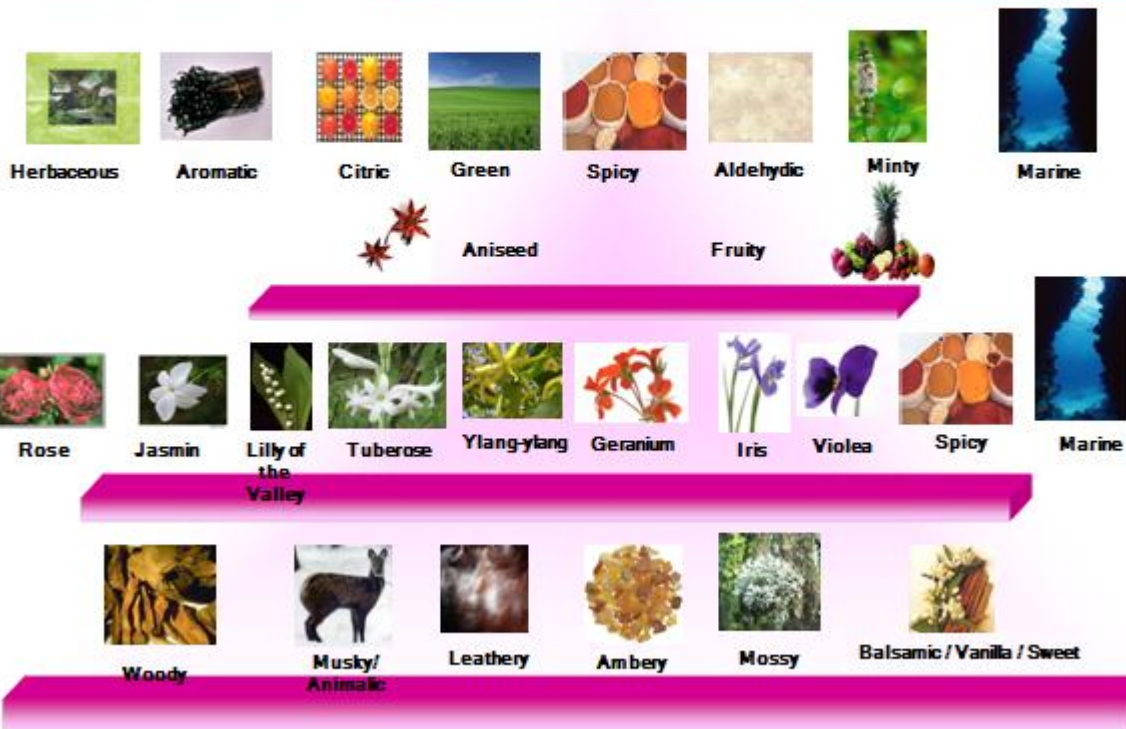 Herbaceous
Aromatic
Citric
Green
Spicy
Aldehydic
Minty
Marine
Aniseed
Fruity
Rose
Jasmin
Lilly of
the
Valley
Tuberose
Ylang-ylang
Geranium
Iris
Violea
Spicy
Marine
Woody
Musky/
Animalic
Leathery
Ambery
Mossy
Balsamic / Vanilla / Sweet